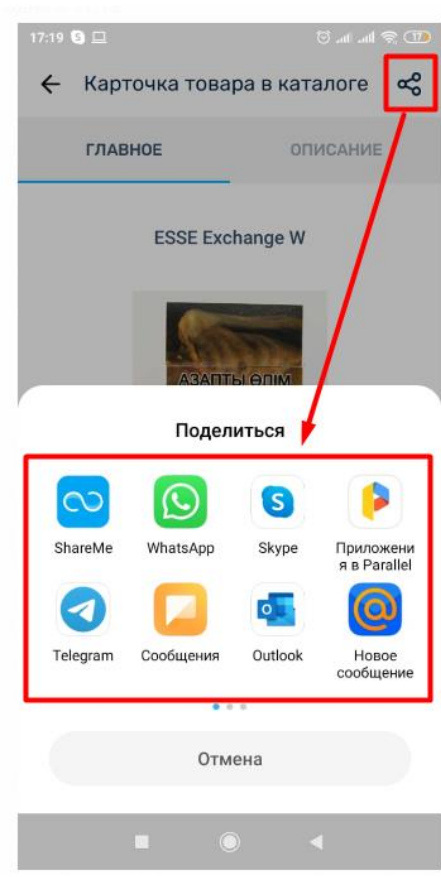 17:19
17
Карточка товара в каталоге
ГЛАВНОЕ
ОПИСАНИЕ
ESSE Exchange W
АЗАПТЫ ӨЛІМ
Поделиться
ShareMe
WhatsApp
Skype
Приложени
я в Parallel
Telegram
Сообщения
Outlook
Новое
сообщение
Отмена